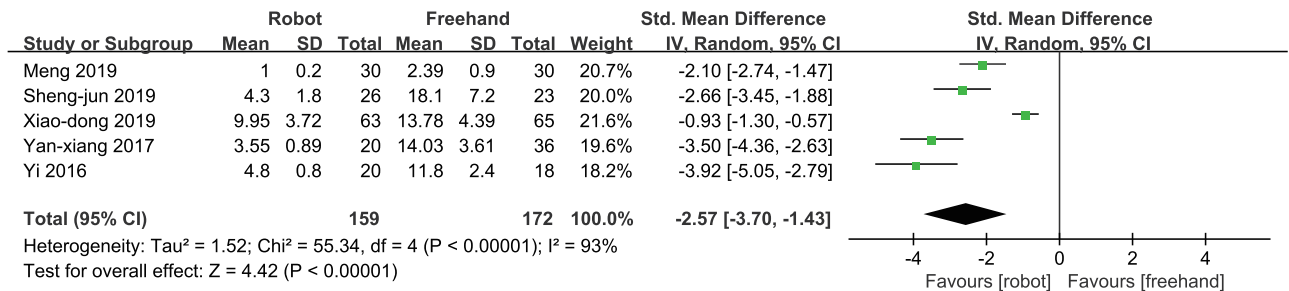 Robot Freehand Std. Mean Difference Std. Mean Difference
Study or Subgroup Mean SD Total Mean SD Total Weight IV, Random, 95% CI IV, Random, 95% CI
Meng 2019 1 0.2 30 2.39 0.9 30 20.7% -2.10 [-2.74, -1.47]
Sheng-jun 2019 4.3 1.8 26 18.1 7.2 23 20.0% -2.66 [-3.45, -1.88]
Xiao-dong 2019 9.95 3.72 63 13.78 4.39 65 21.6% -0.93 [-1.30, -0.57]
Yan-xiang 2017 3.55 0.89 20 14.03 3.61 36 19.6% -3.50 [-4.36, -2.63]
Yi 2016 4.8 0.8 20 11.8 2.4 18 18.2% -3.92 [-5.05, -2.79]
Total (95% CI) 159 172 100.0% -2.57 [-3.70, -1.43]
Heterogeneity: Tau² = 1.52; Chi² = 55.34, df = 4 (P < 0.00001); I² = 93%
Test for overall effect: Z = 4.42 (P < 0.00001)
-4 -2 0 2 4
Favours [robot] Favours [freehand]